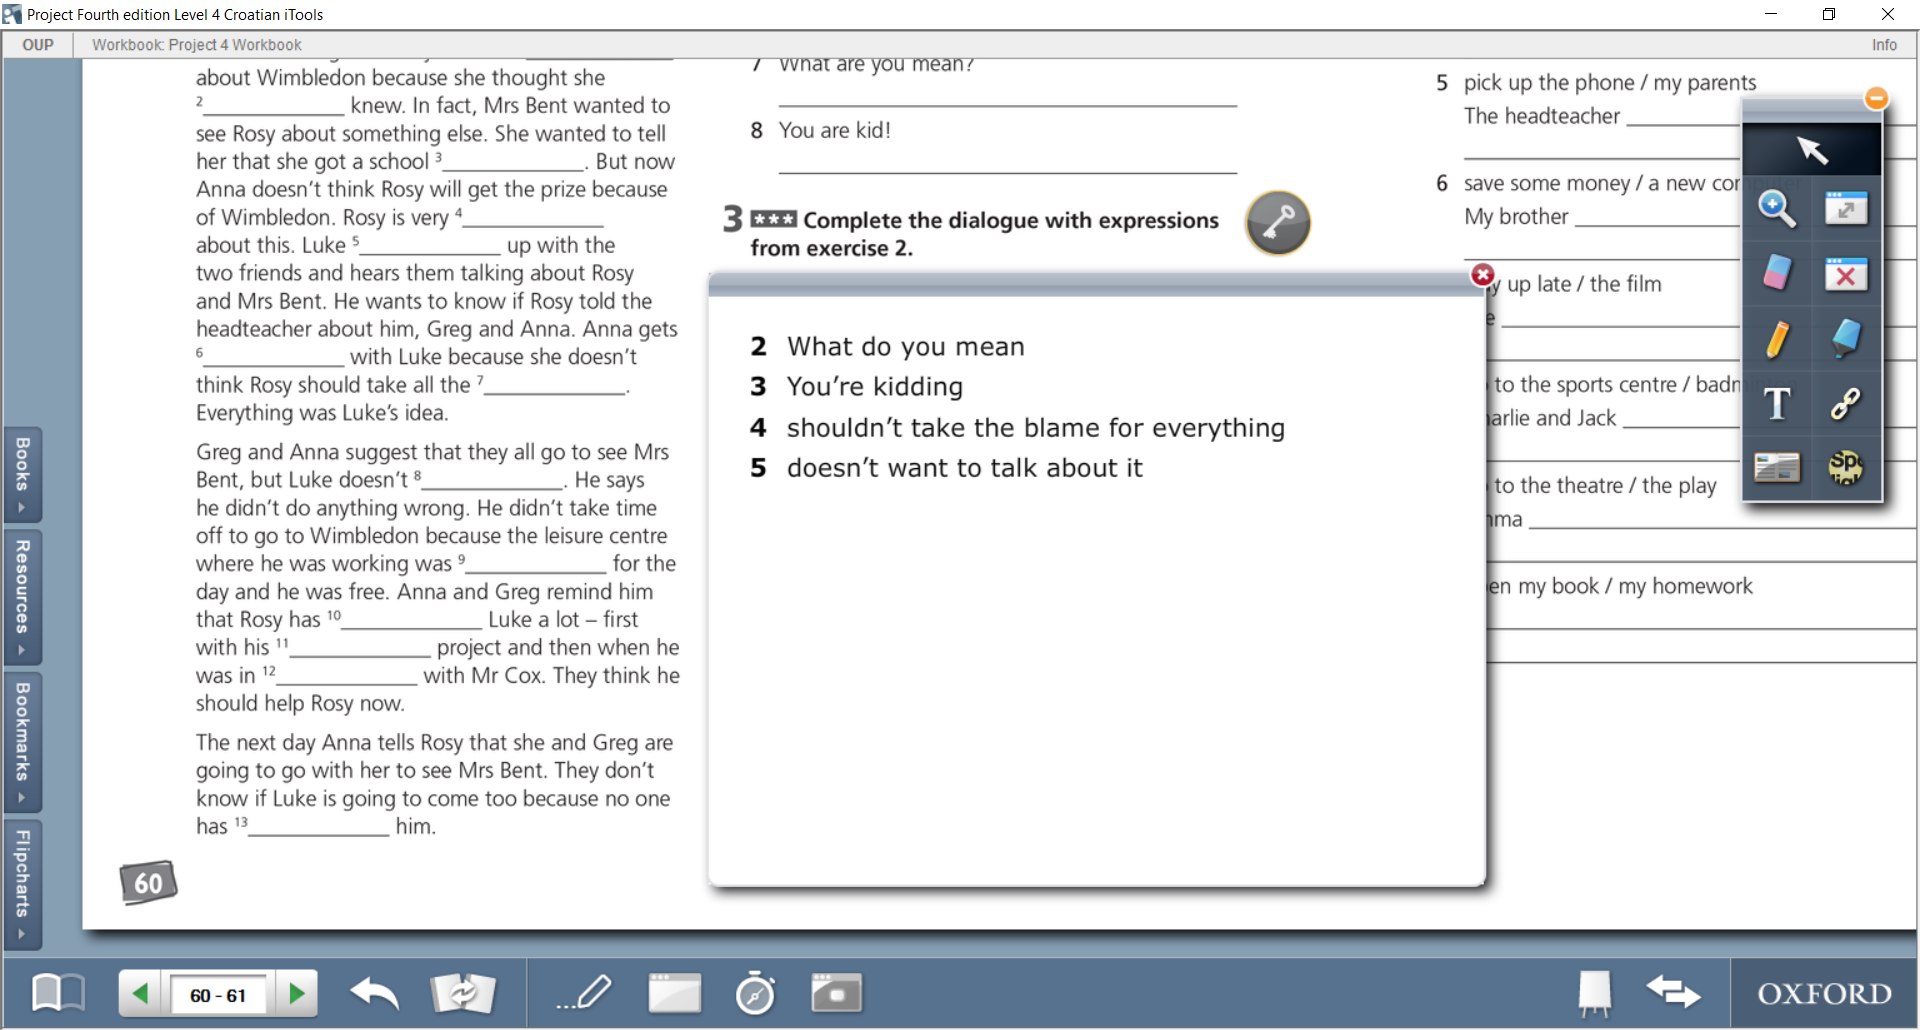 Project Fourth edition Level 4 Croatian iTools
OUP
Workbook: Project 4 Workbook
Info
about Wimbledon because she thought she
2 ______ knew. In fact, Mrs Bent wanted to
see Rosy about something else. She wanted to tell
her that she got a school 3 ______. But now
Anna doesn't think Rosy will get the prize because
of Wimbledon. Rosy is very 4 ______
about this. Luke 5 ______ up with the
two friends and hears them talking about Rosy
and Mrs Bent. He wants to know if Rosy told the
headteacher about him, Greg and Anna. Anna gets
6 ______ with Luke because she doesn't
think Rosy should take all the 7 ______.
Everything was Luke's idea.
Greg and Anna suggest that they all go to see Mrs
Bent, but Luke doesn't 8 ______. He says
he didn't do anything wrong. He didn't take time
off to go to Wimbledon because the leisure centre
where he was working was 9 ______ for the
day and he was free. Anna and Greg remind him
that Rosy has 10 ______ Luke a lot – first
with his 11 ______ project and then when he
was in 12 ______ with Mr Cox. They think he
should help Rosy now.
The next day Anna tells Rosy that she and Greg are
going to go with her to see Mrs Bent. They don't
know if Luke is going to come too because no one
has 13 ______ him.
60
7 What are you mean?
8 You are kid!
3 *** Complete the dialogue with expressions
from exercise 2.
2 What do you mean
3 You're kidding
4 shouldn't take the blame for everything
5 doesn't want to talk about it
5 pick up the phone / my parents
The headteacher
6 save some money / a new computer
My brother
y up late / the film
e
to the sports centre / badm
arlie and Jack
to the theatre / the play
mma
en my book / my homework
T
Books
Resources
Bookmarks
Flipcharts
60 - 61
OXFORD